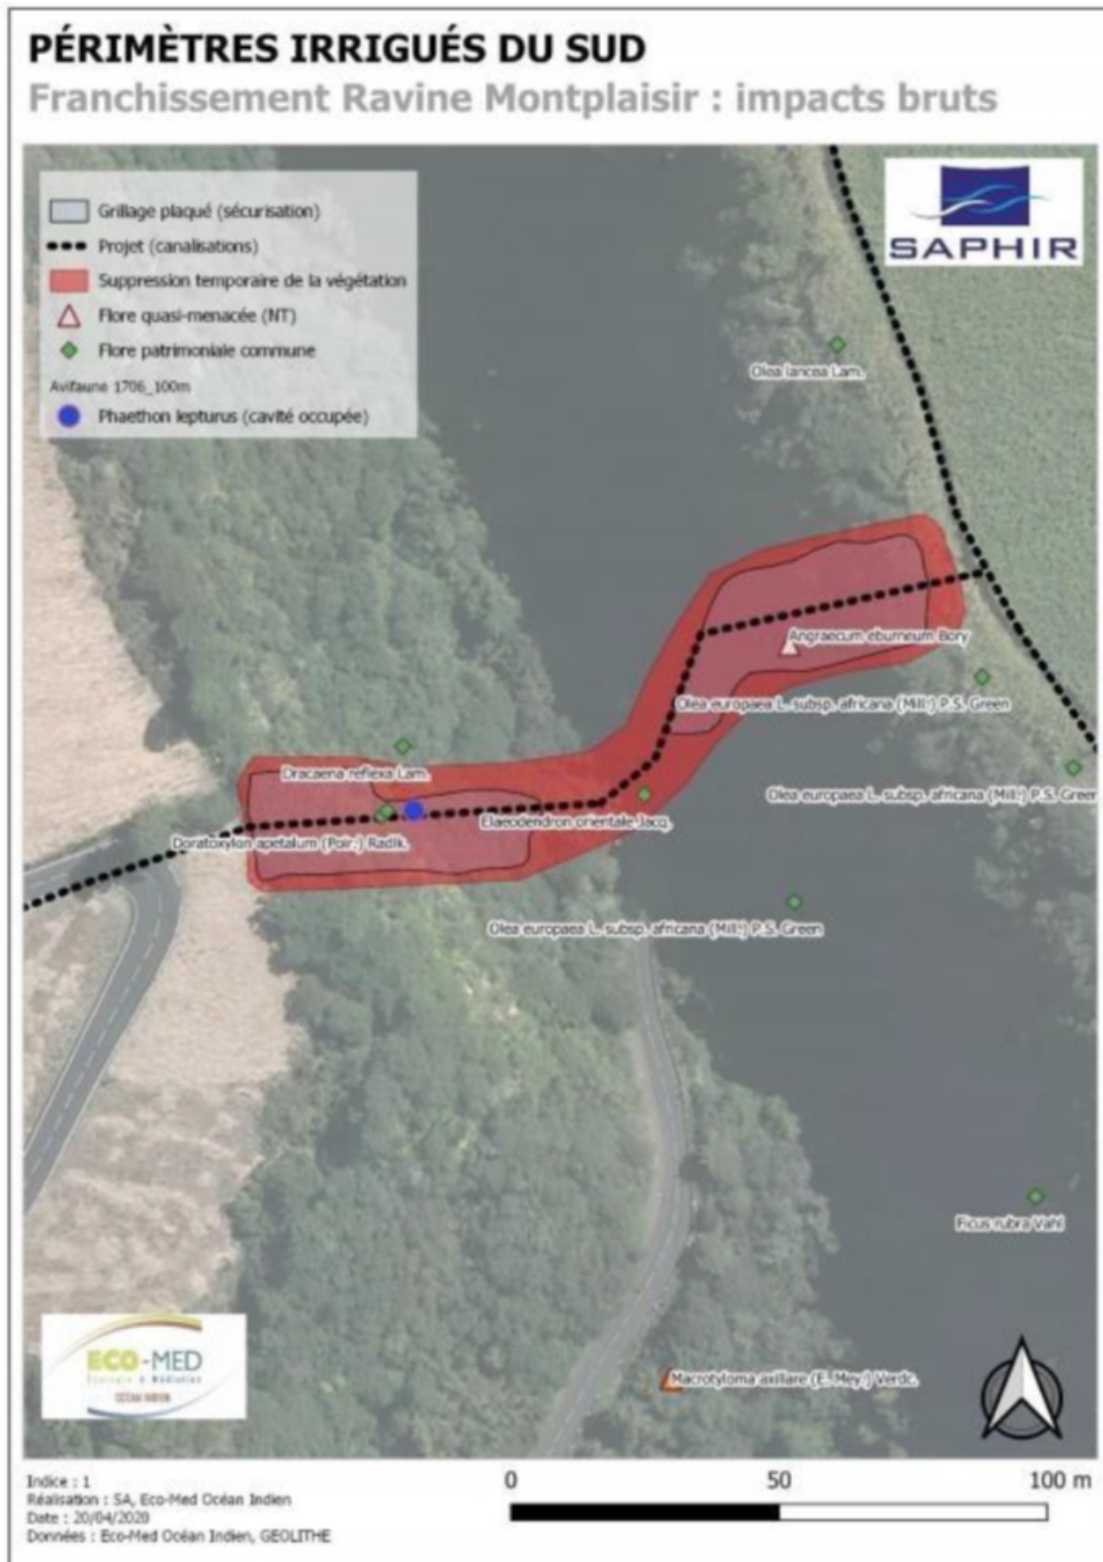 PÉRIMÈTRES IRRIGUÉS DU SUD
Franchissement Ravine Montplaisir : impacts bruts
Grillage plaqué (sécurisation)
Projet (canalisations)
Suppression temporaire de la végétation
Flore quasi-menacée (NT)
Flore patrimoniale commune
Avifaune 1706_100m
Phaethon lepturus (cavité occupée)
SAPHIR
Olea lancea Lam.
Angraecum eburneum Bory
Olea europaea L. subsp. africana (Mill.) P.S. Green
Dracaena reflexa Lam.
Olea europaea L. subsp. africana (Mill.) P.S. Green
Elaeodendron orientale Jacq.
Doratoxylon apetalum (Poir.) Radlk.
Olea europaea L. subsp. africana (Mill.) P.S. Green
Ficus rubra Vahl
Macrotyloma axillare (E. Mey.) Verdc.
ECO-MED
Écologie & Médiation
OCÉAN INDIEN
Indice : 1
Réalisation : SA, Eco-Med Océan Indien
Date : 20/04/2020
Données : Eco-Med Océan Indien, GEOLITHE
0 50 100 m